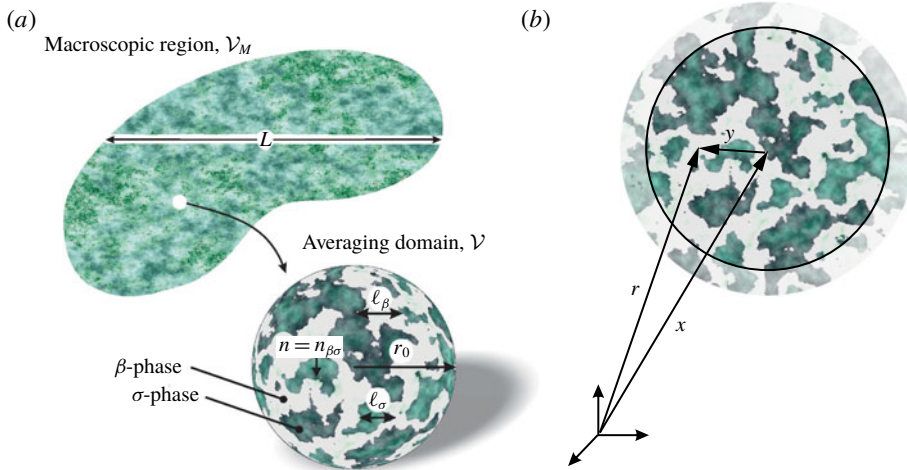 (a)
Macroscopic region, 𝒱_M
L
Averaging domain, 𝒱
ℓ_β
n = n_βσ
r_0
β-phase
σ-phase
ℓ_σ
(b)
y
r
x